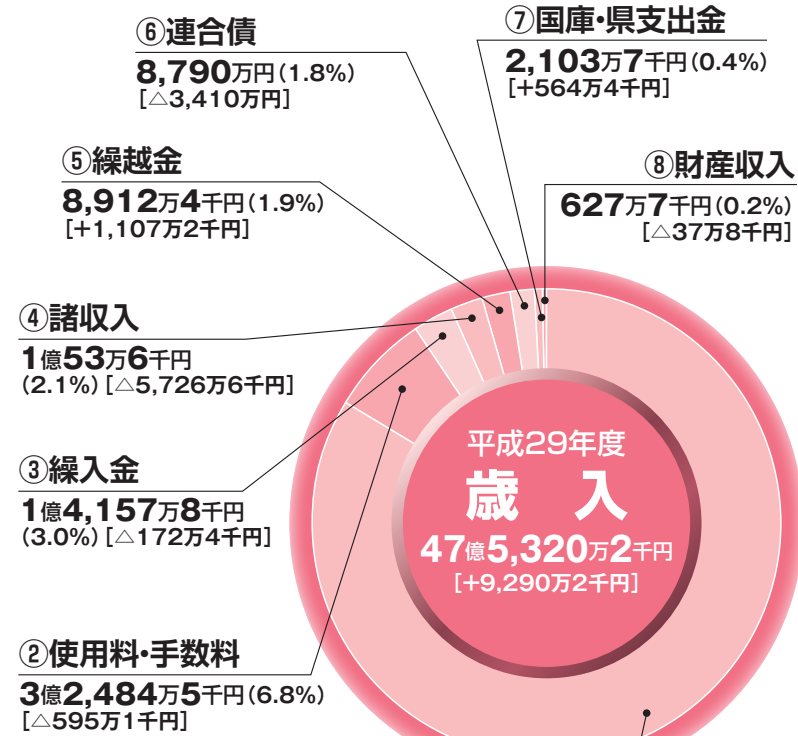 ⑥連合債
8,790万円(1.8%)
[△3,410万円]
⑦国庫・県支出金
2,103万7千円(0.4%)
[+564万4千円]
⑤繰越金
8,912万4千円(1.9%)
[+1,107万2千円]
⑧財産収入
627万7千円(0.2%)
[△37万8千円]
④諸収入
1億53万6千円
(2.1%)[△5,726万6千円]
③繰入金
1億4,157万8千円
(3.0%)[△172万4千円]
②使用料・手数料
3億2,484万5千円(6.8%)
[△595万1千円]
平成29年度
歳 入
47億5,320万2千円
[+9,290万2千円]